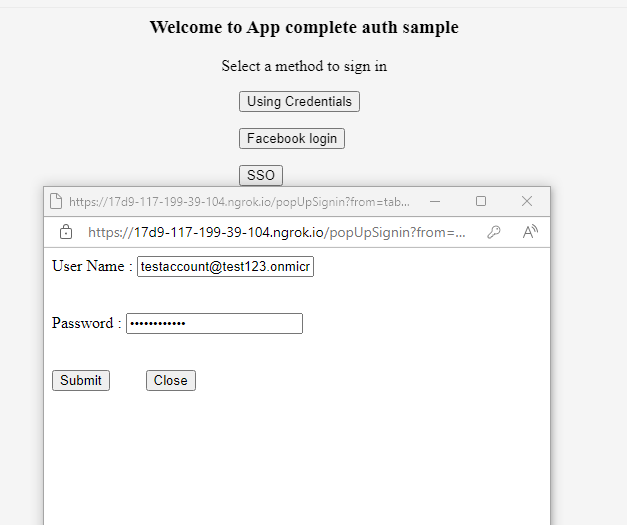 Welcome to App complete auth sample
Select a method to sign in
Using Credentials
Facebook login
SSO
https://17d9-117-199-39-104.ngrok.io/popUpSignin?from=tab...
https://17d9-117-199-39-104.ngrok.io/popUpSignin?from=...
User Name : testaccount@test123.onmicr
Password : ••••••••••••
Submit Close